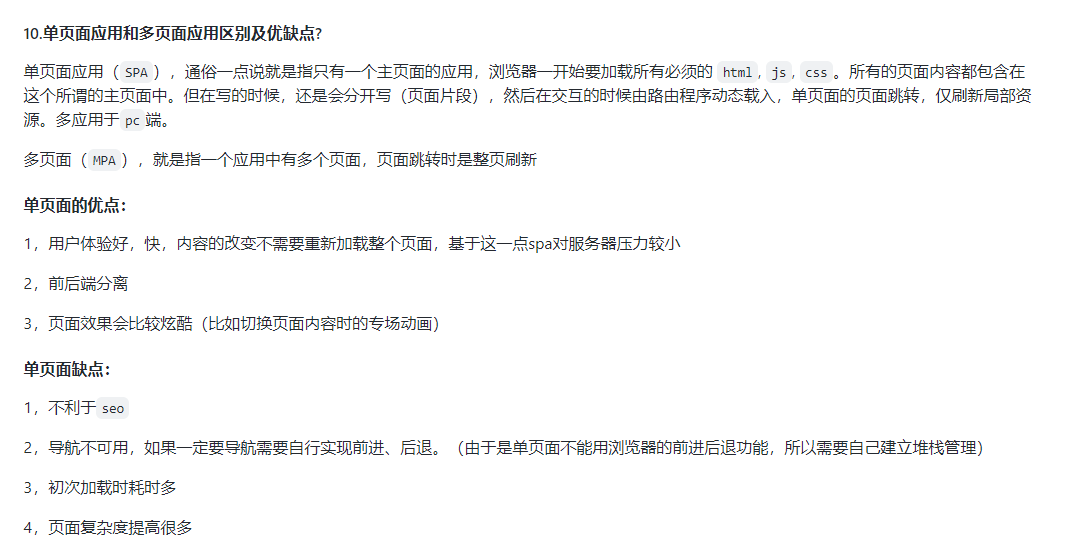 10.单页面应用和多页面应用区别及优缺点?
单页面应用（SPA），通俗一点说就是指只有一个主页面的应用，浏览器一开始要加载所有必须的 html, js, css。所有的页面内容都包含在
这个所谓的主页面中。但在写的时候，还是会分开写（页面片段），然后在交互的时候由路由程序动态载入，单页面的页面跳转，仅刷新局部资
源。多应用于pc端。
多页面（MPA），就是指一个应用中有多个页面，页面跳转时是整页刷新
单页面的优点：
1，用户体验好，快，内容的改变不需要重新加载整个页面，基于这一点spa对服务器压力较小
2，前后端分离
3，页面效果会比较炫酷（比如切换页面内容时的专场动画）
单页面缺点：
1，不利于seo
2，导航不可用，如果一定要导航需要自行实现前进、后退。（由于是单页面不能用浏览器的前进后退功能，所以需要自己建立堆栈管理）
3，初次加载时耗时多
4，页面复杂度提高很多